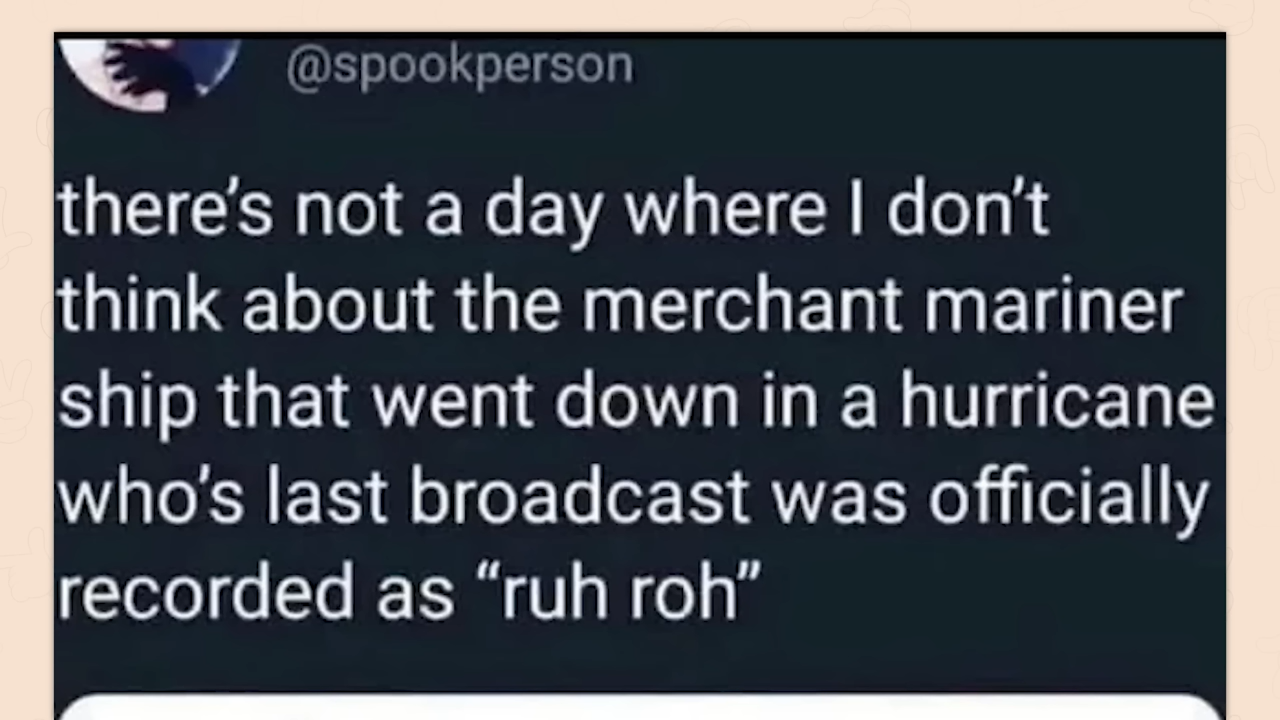 @spookperson
there’s not a day where I don’t
think about the merchant mariner
ship that went down in a hurricane
who’s last broadcast was officially
recorded as “ruh roh”